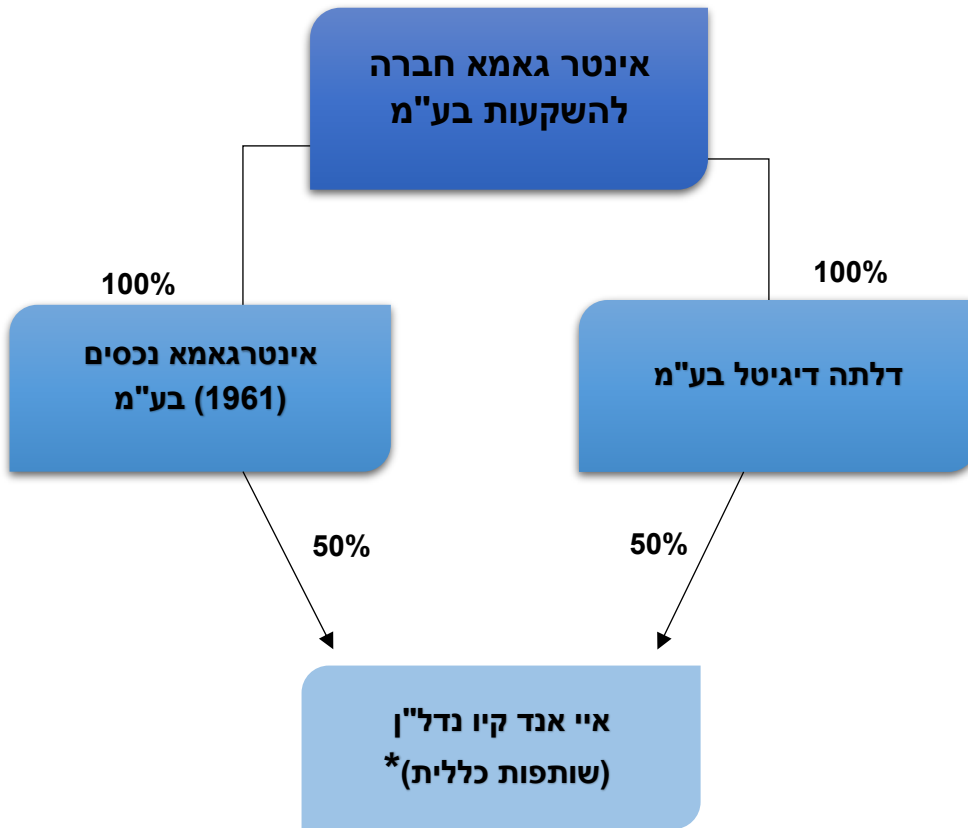 אינטר גאמא חברה
להשקעות בע"מ
100%
100%
אינטרגאמא נכסים
(1961) בע"מ
דלתה דיגיטל בע"מ
50%
50%
איי אנד קיו נדל"ן
(שותפות כללית)*